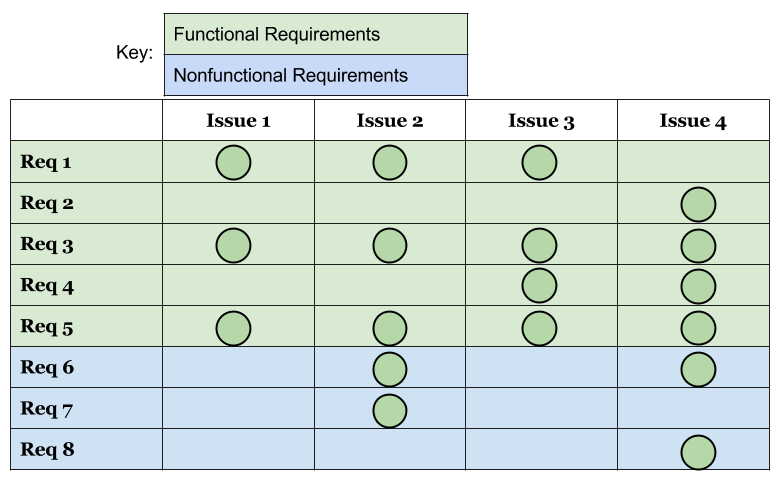 Key:
Functional Requirements
Nonfunctional Requirements
Issue 1 Issue 2 Issue 3 Issue 4
Req 1
Req 2
Req 3
Req 4
Req 5
Req 6
Req 7
Req 8